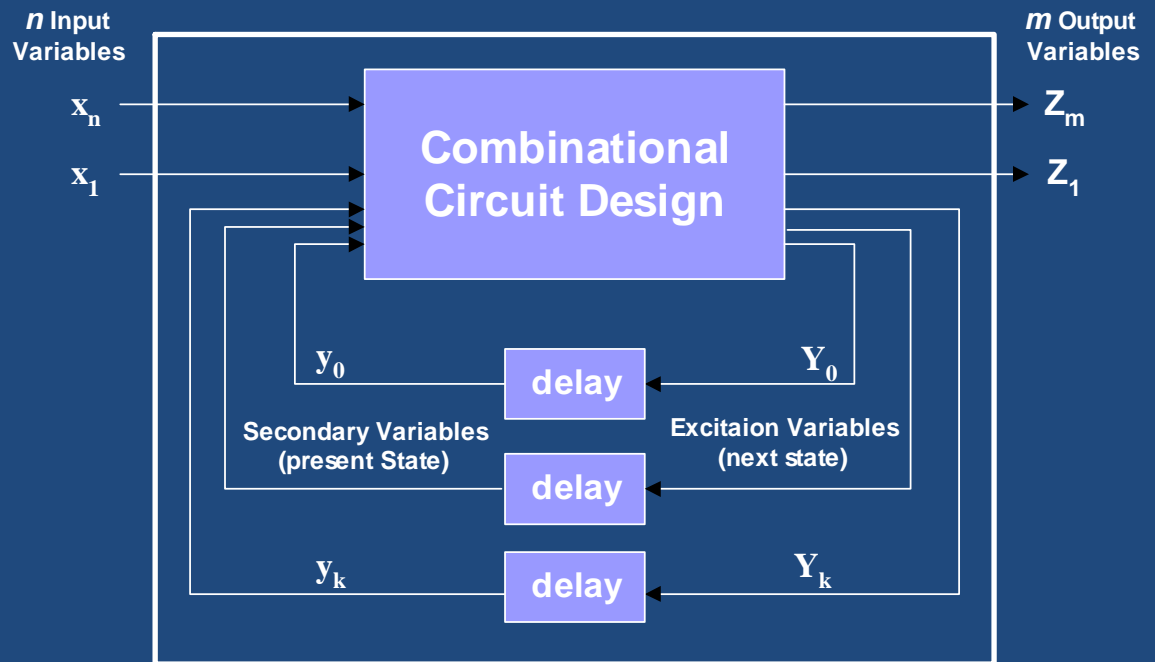 n Input
Variables
m Output
Variables
xn
Zm
Combinational
Circuit Design
x1
Z1
y0
delay
Y0
Secondary Variables
(present State)
Excitaion Variables
(next state)
delay
yk
delay
Yk